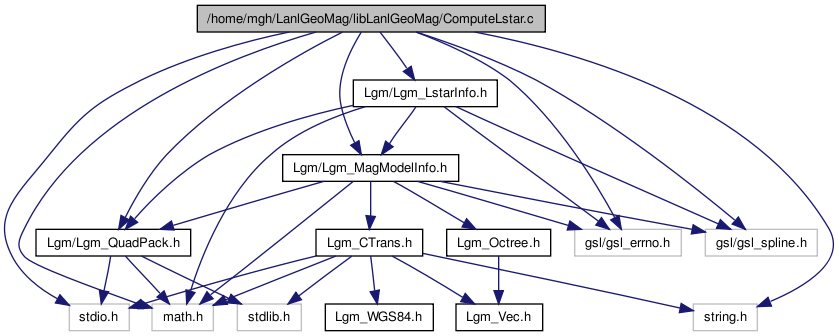 /home/mgh/LanlGeoMag/libLanlGeoMag/ComputeLstar.c
Lgm/Lgm_LstarInfo.h
Lgm/Lgm_MagModelInfo.h
Lgm/Lgm_QuadPack.h
Lgm_CTrans.h
Lgm_Octree.h
gsl/gsl_errno.h
gsl/gsl_spline.h
stdio.h
math.h
stdlib.h
Lgm_WGS84.h
Lgm_Vec.h
string.h